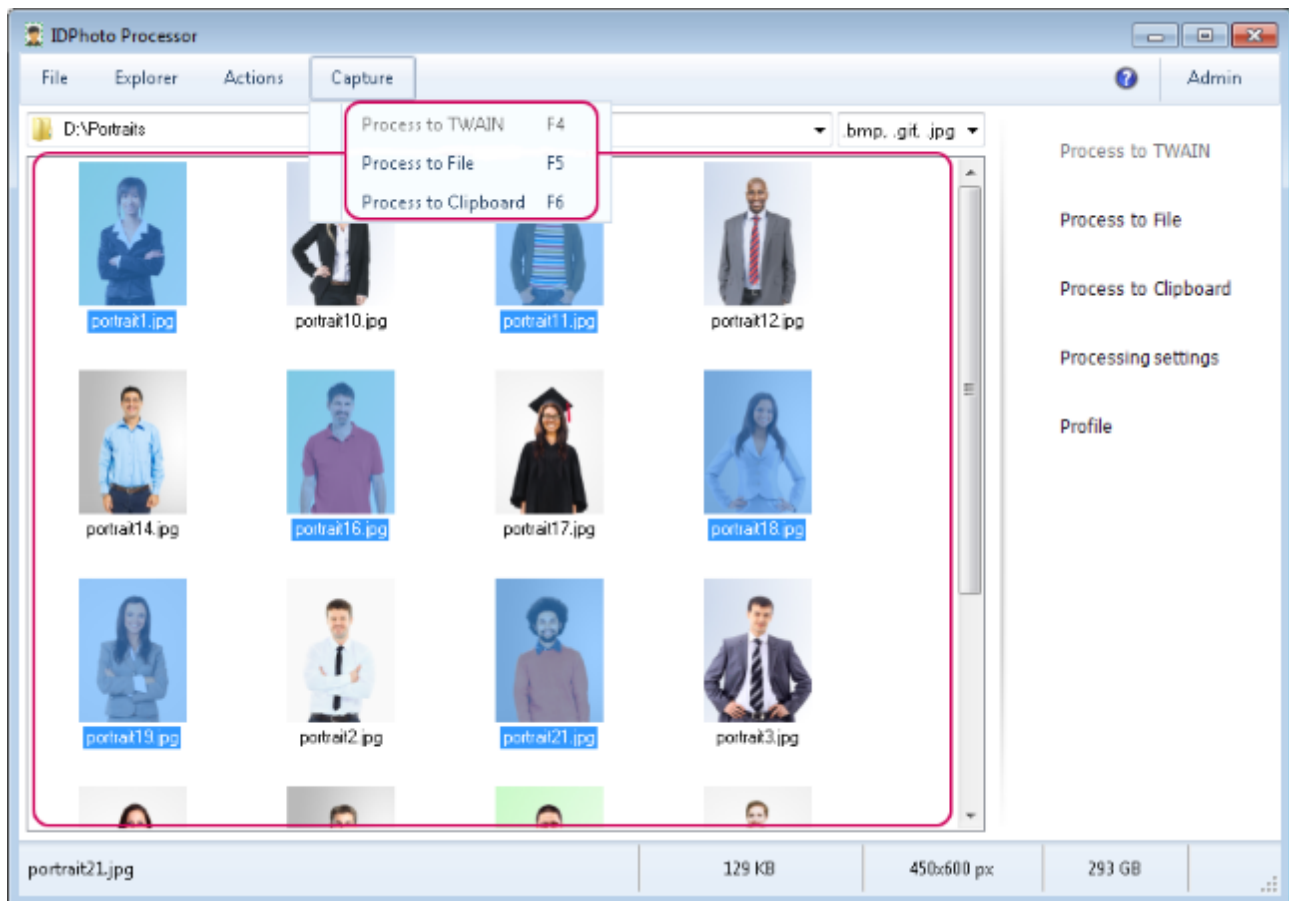 IDPhoto Processor
File Explorer Actions Capture Admin
D:\Portraits .bmp, .gif, .jpg
Process to TWAIN F4
Process to File F5
Process to Clipboard F6
Process to TWAIN
Process to File
Process to Clipboard
Processing settings
Profile
portrait1.jpg portrait10.jpg portrait11.jpg portrait12.jpg
portrait14.jpg portrait16.jpg portrait17.jpg portrait18.jpg
portrait19.jpg portrait2.jpg portrait21.jpg portrait3.jpg
portrait21.jpg 129 KB 450x600 px 293 GB